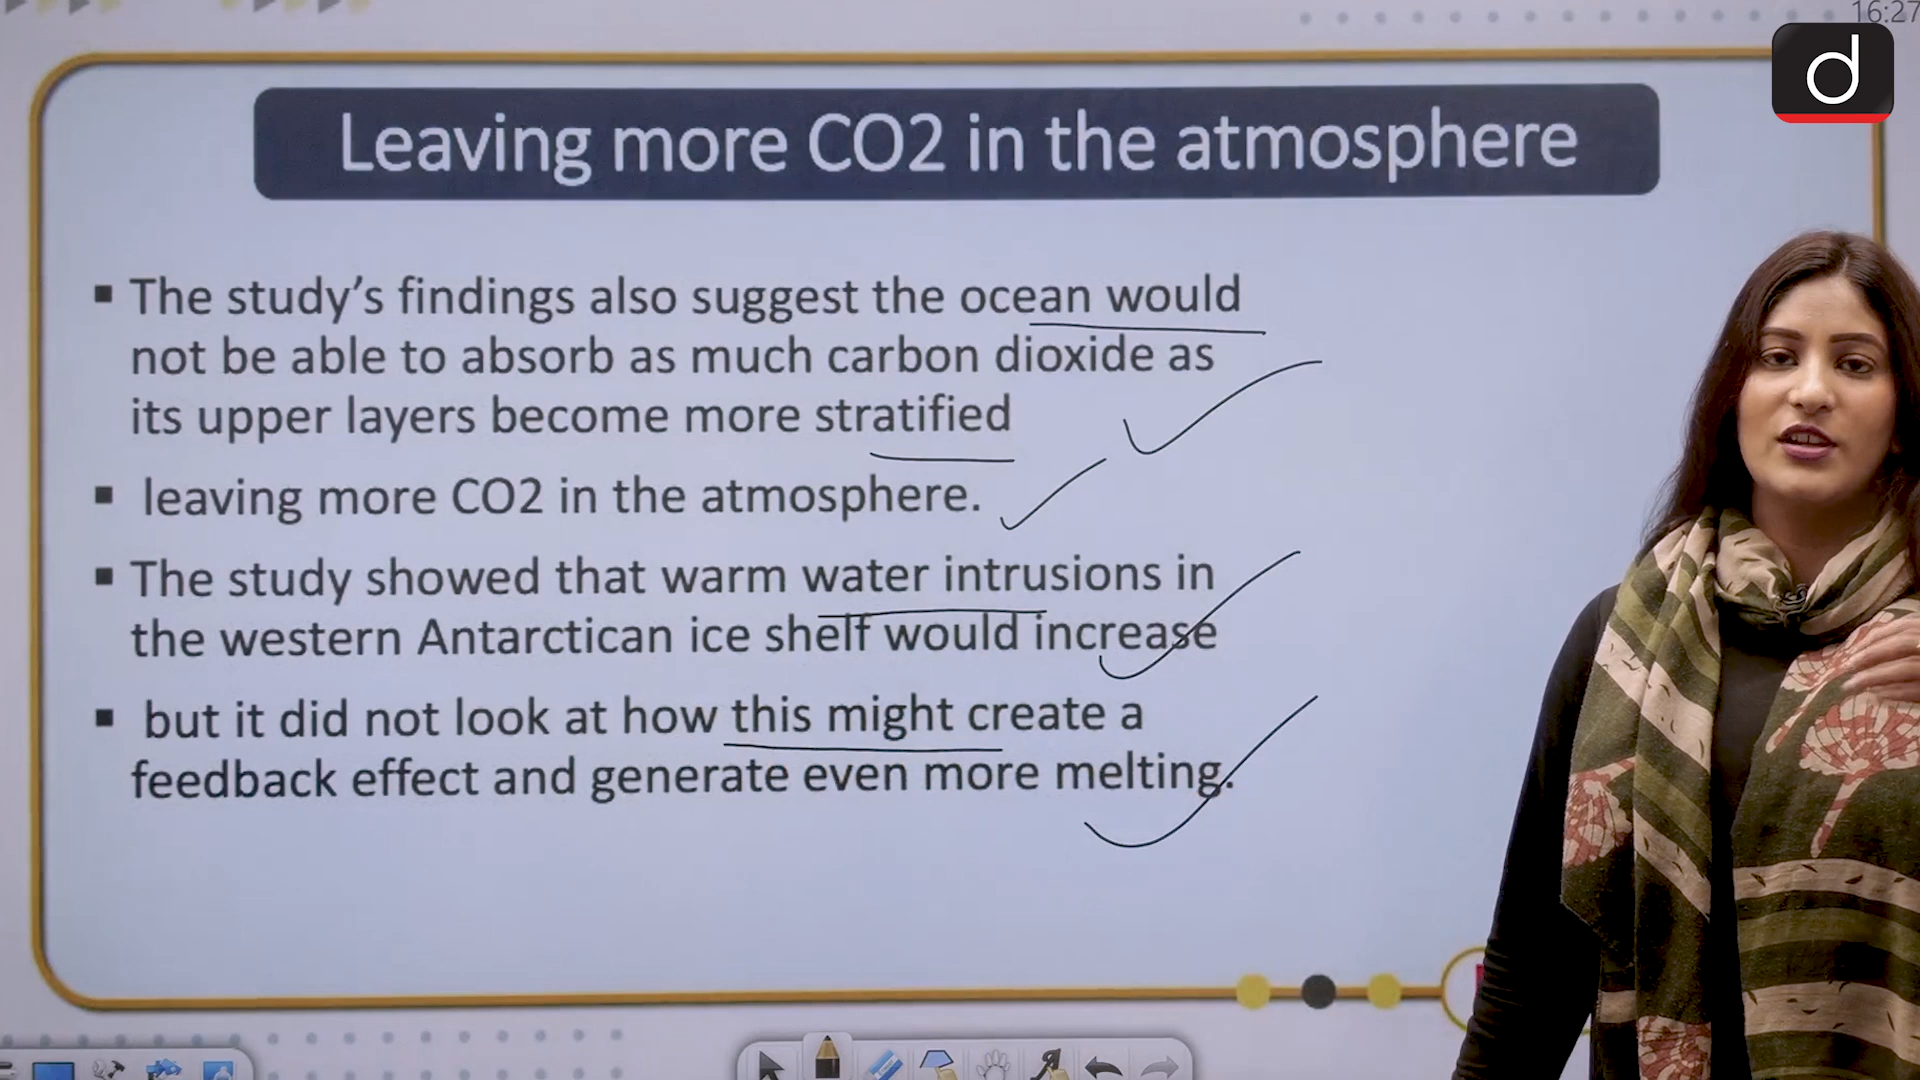 16:27
d
Leaving more CO2 in the atmosphere
▪ The study's findings also suggest the ocean would
not be able to absorb as much carbon dioxide as
its upper layers become more stratified
▪ leaving more CO2 in the atmosphere.
▪ The study showed that warm water intrusions in
the western Antarctican ice shelf would increase
▪ but it did not look at how this might create a
feedback effect and generate even more melting.